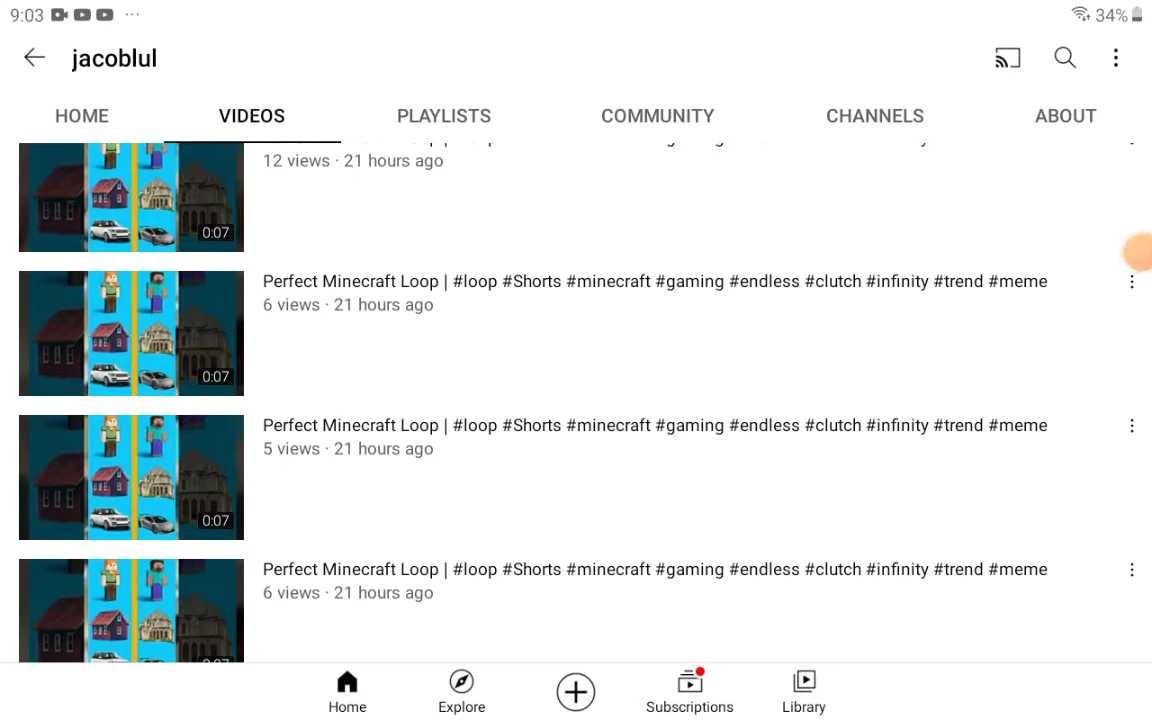 9:03
34%
jacoblul
HOME VIDEOS PLAYLISTS COMMUNITY CHANNELS ABOUT
12 views · 21 hours ago
0:07
Perfect Minecraft Loop | #loop #Shorts #minecraft #gaming #endless #clutch #infinity #trend #meme
6 views · 21 hours ago
0:07
Perfect Minecraft Loop | #loop #Shorts #minecraft #gaming #endless #clutch #infinity #trend #meme
5 views · 21 hours ago
0:07
Perfect Minecraft Loop | #loop #Shorts #minecraft #gaming #endless #clutch #infinity #trend #meme
6 views · 21 hours ago
Home Explore Subscriptions Library